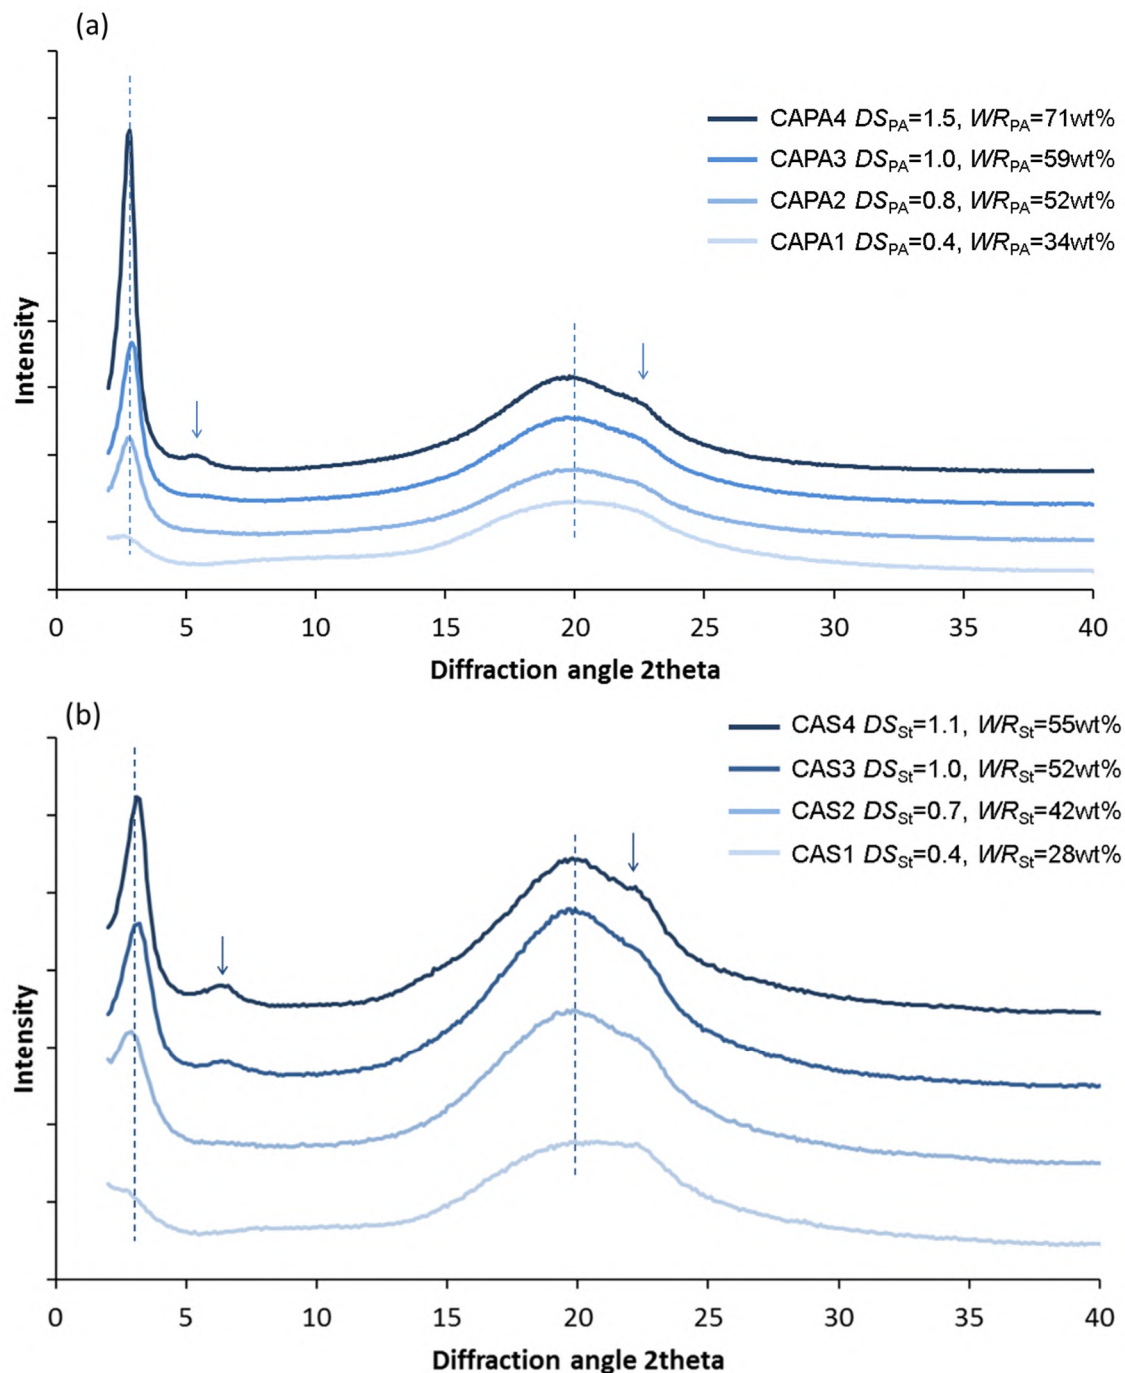 (a)
CAPA4 DSPA=1.5, WRPA=71wt%
CAPA3 DSPA=1.0, WRPA=59wt%
CAPA2 DSPA=0.8, WRPA=52wt%
CAPA1 DSPA=0.4, WRPA=34wt%
Intensity
0 5 10 15 20 25 30 35 40
Diffraction angle 2theta
(b)
CAS4 DSSt=1.1, WRSt=55wt%
CAS3 DSSt=1.0, WRSt=52wt%
CAS2 DSSt=0.7, WRSt=42wt%
CAS1 DSSt=0.4, WRSt=28wt%
Intensity
0 5 10 15 20 25 30 35 40
Diffraction angle 2theta